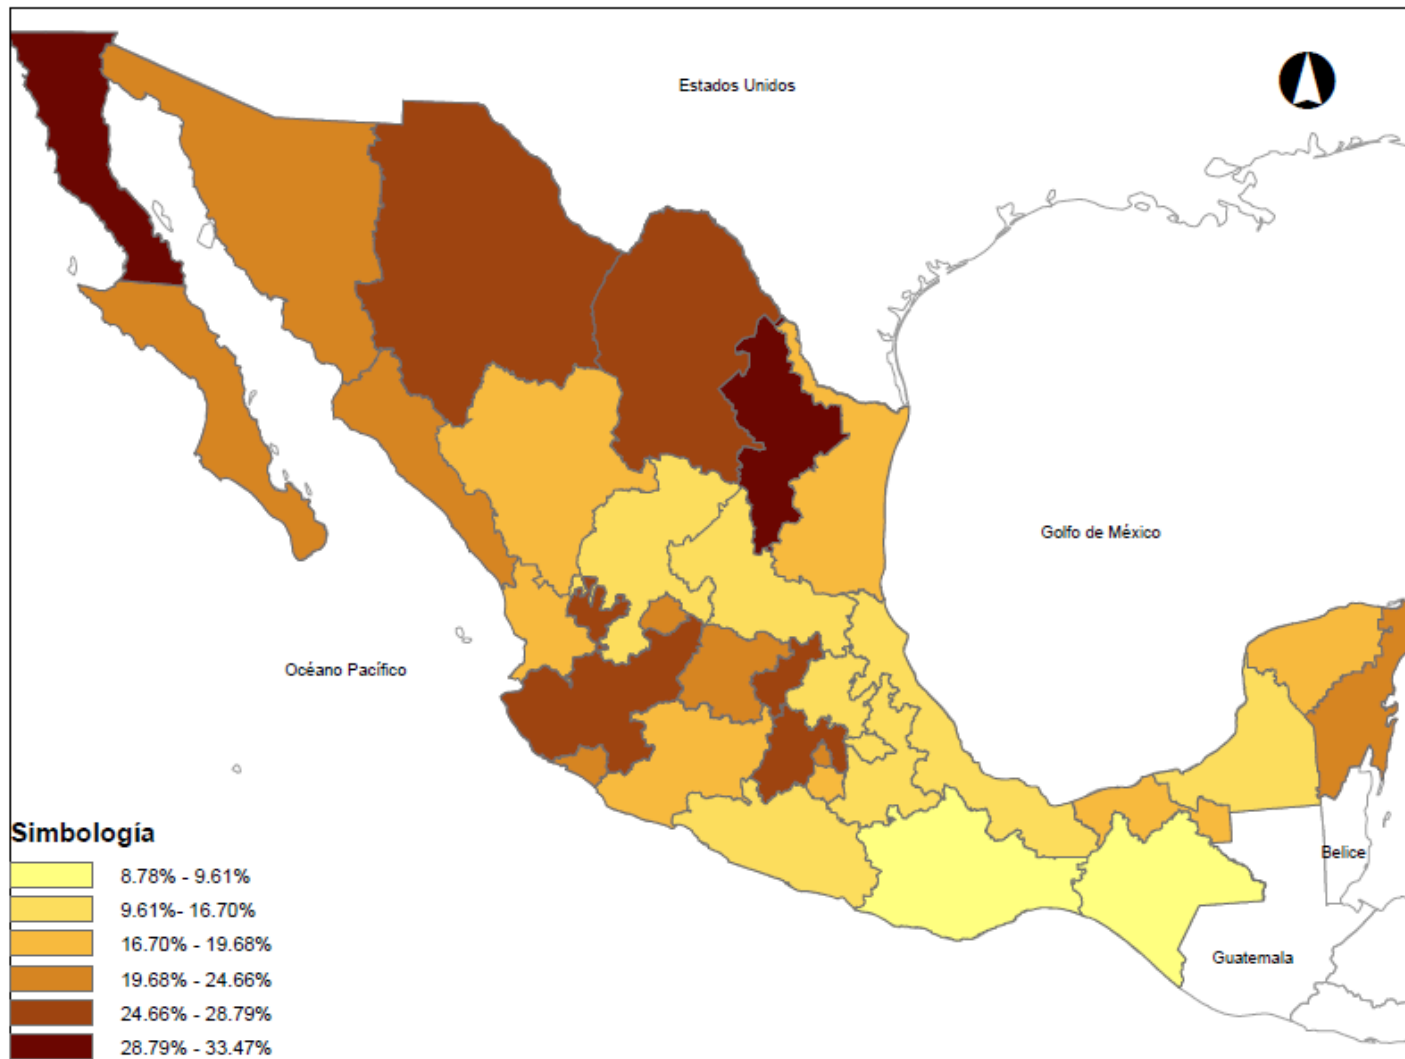 Estados Unidos
Golfo de México
Océano Pacífico
Simbología
8.78% - 9.61%
9.61%- 16.70%
16.70% - 19.68%
19.68% - 24.66%
24.66% - 28.79%
28.79% - 33.47%
Belice
Guatemala